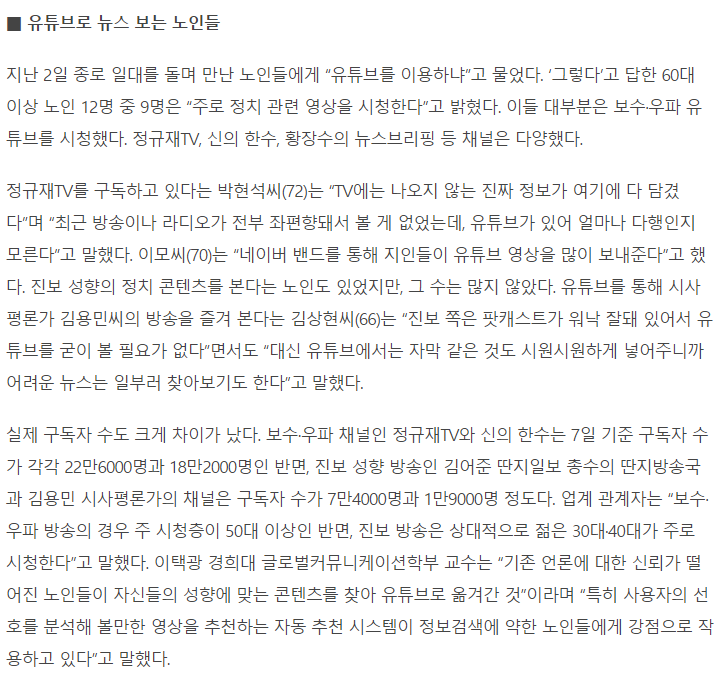 ■ 유튜브로 뉴스 보는 노인들
지난 2일 종로 일대를 돌며 만난 노인들에게 “유튜브를 이용하냐”고 물었다. ‘그렇다’고 답한 60대
이상 노인 12명 중 9명은 “주로 정치 관련 영상을 시청한다”고 밝혔다. 이들 대부분은 보수·우파 유
튜브를 시청했다. 정규재TV, 신의 한수, 황장수의 뉴스브리핑 등 채널은 다양했다.
정규재TV를 구독하고 있다는 박현석씨(72)는 “TV에는 나오지 않는 진짜 정보가 여기에 다 담겼
다”며 “최근 방송이나 라디오가 전부 좌편향돼서 볼 게 없었는데, 유튜브가 있어 얼마나 다행인지
모른다”고 말했다. 이모씨(70)는 “네이버 밴드를 통해 지인들이 유튜브 영상을 많이 보내준다”고 했
다. 진보 성향의 정치 콘텐츠를 본다는 노인도 있었지만, 그 수는 많지 않았다. 유튜브를 통해 시사
평론가 김용민씨의 방송을 즐겨 본다는 김상현씨(66)는 “진보 쪽은 팟캐스트가 워낙 잘돼 있어서 유
튜브를 굳이 볼 필요가 없다”면서도 “대신 유튜브에서는 자막 같은 것도 시원시원하게 넣어주니까
어려운 뉴스는 일부러 찾아보기도 한다”고 말했다.
실제 구독자 수도 크게 차이가 났다. 보수·우파 채널인 정규재TV와 신의 한수는 7일 기준 구독자 수
가 각각 22만6000명과 18만2000명인 반면, 진보 성향 방송인 김어준 딴지일보 총수의 딴지방송국
과 김용민 시사평론가의 채널은 구독자 수가 7만4000명과 1만9000명 정도다. 업계 관계자는 “보수·
우파 방송의 경우 주 시청층이 50대 이상인 반면, 진보 방송은 상대적으로 젊은 30대·40대가 주로
시청한다”고 말했다. 이택광 경희대 글로벌커뮤니케이션학부 교수는 “기존 언론에 대한 신뢰가 떨
어진 노인들이 자신들의 성향에 맞는 콘텐츠를 찾아 유튜브로 옮겨간 것”이라며 “특히 사용자의 선
호를 분석해 볼만한 영상을 추천하는 자동 추천 시스템이 정보검색에 약한 노인들에게 강점으로 작
용하고 있다”고 말했다.